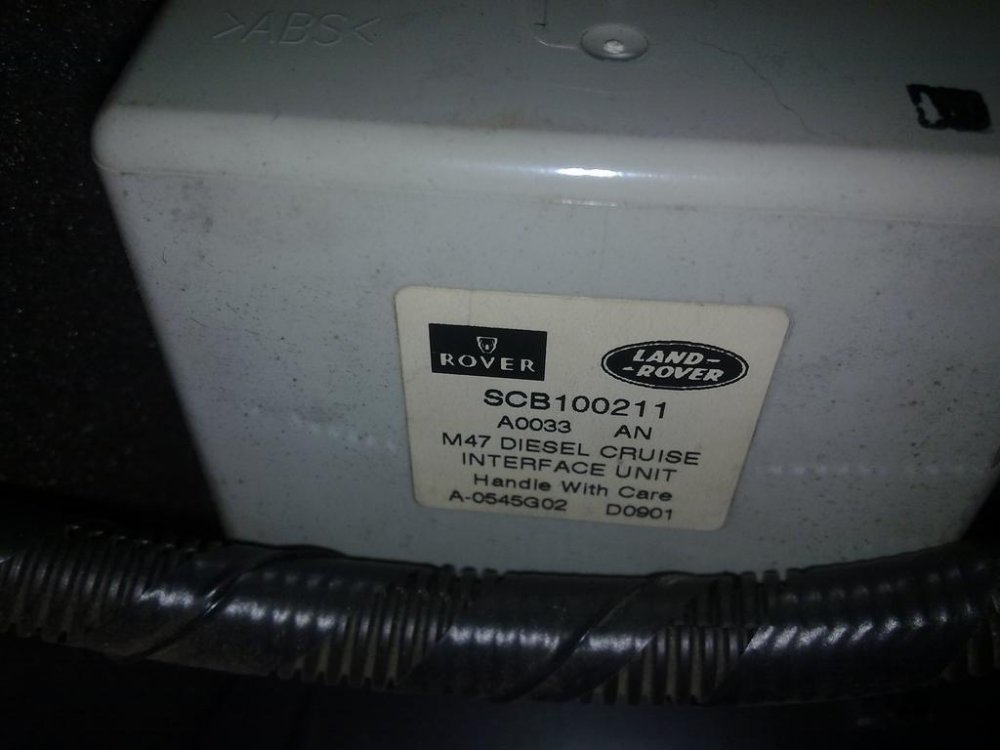 >ABS<
ROVER
LAND-
-ROVER
SCB100211
A0033 AN
M47 DIESEL CRUISE
INTERFACE UNIT
Handle With Care
A-0545G02 D0901